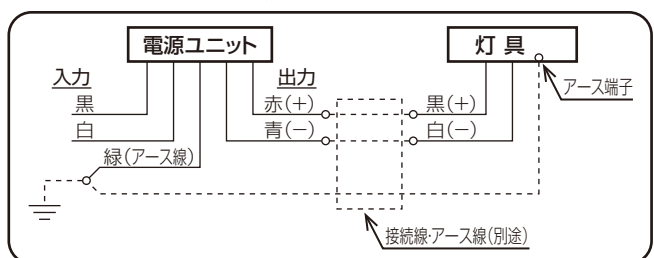 電源ユニット
灯具
入力
出力
アース端子
黒
赤(+)
黒(+)
白
青(−)
白(−)
緑(アース線)
接続線・アース線(別途)